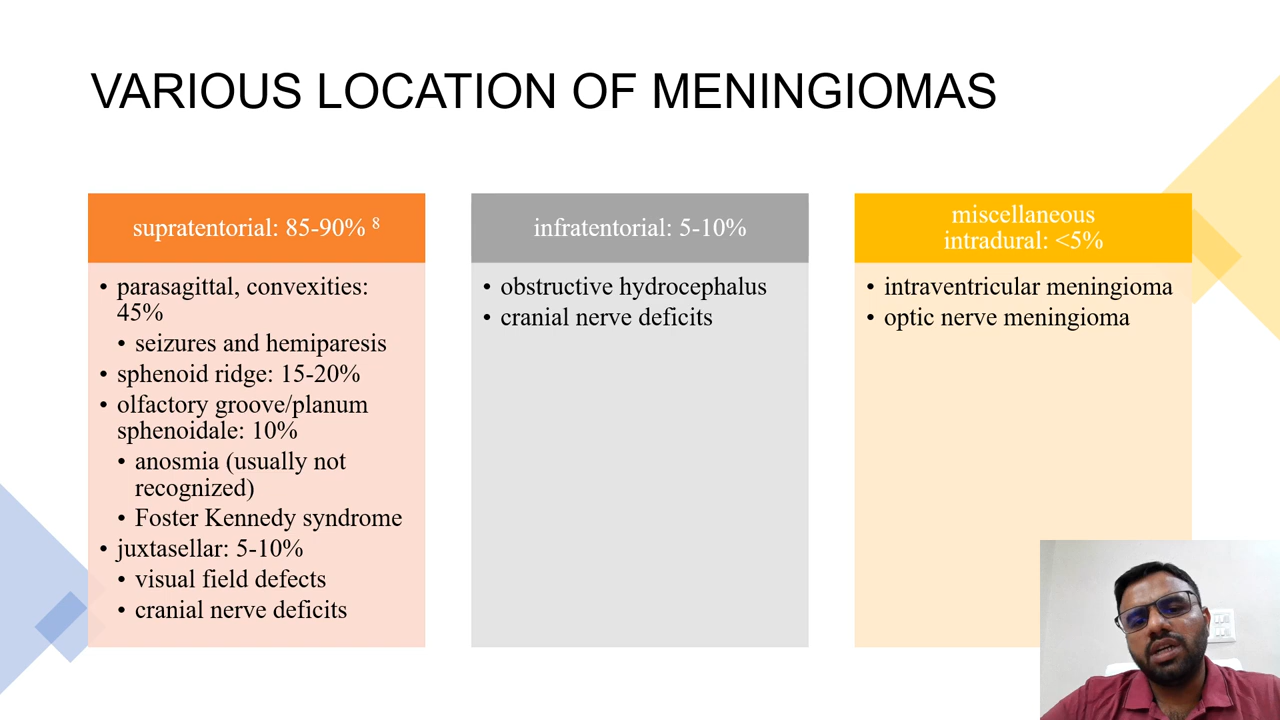 VARIOUS LOCATION OF MENINGIOMAS
supratentorial: 85-90% 8
• parasagittal, convexities:
45%
• seizures and hemiparesis
• sphenoid ridge: 15-20%
• olfactory groove/planum
sphenoidale: 10%
• anosmia (usually not
recognized)
• Foster Kennedy syndrome
• juxtasellar: 5-10%
• visual field defects
• cranial nerve deficits
infratentorial: 5-10%
• obstructive hydrocephalus
• cranial nerve deficits
miscellaneous
intradural: <5%
• intraventricular meningioma
• optic nerve meningioma